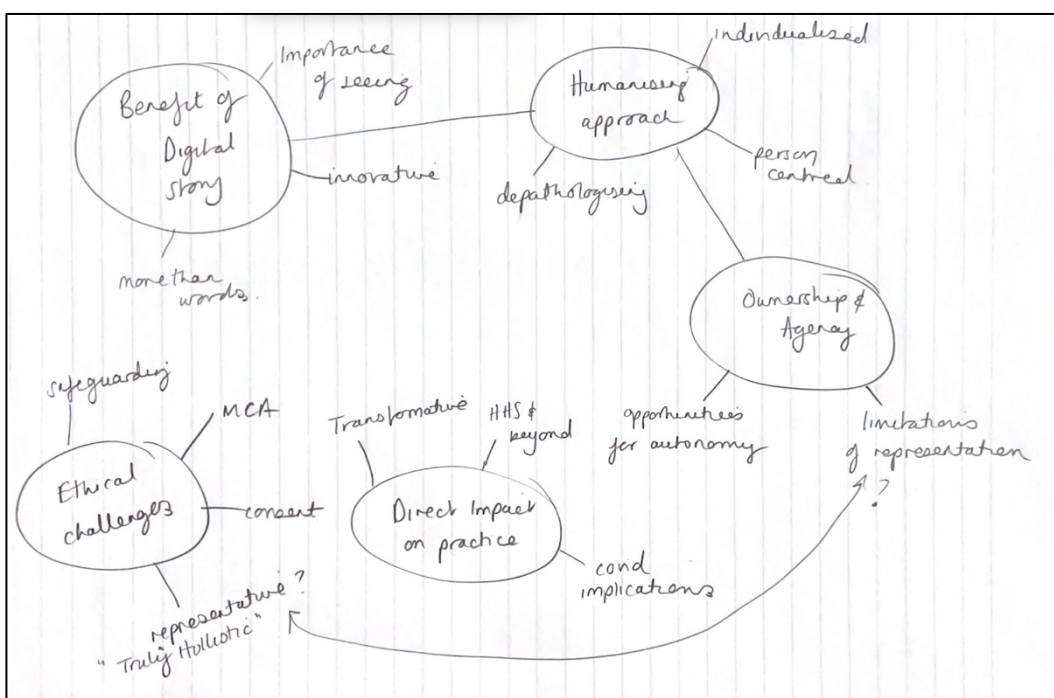 Benefit of
Digital
story
Importance
of seeing
innovative
more than
words.
Humanising
approach
individualised
person
centred
depathologising
Ownership &
Agency
opportunities
for autonomy
limitations
of representation
?
Ethical
challenges
safeguarding
MCA
consent
representative?
"Truly Hollistic"
Direct Impact
on practice
Transformative
HHS &
beyond
covid
implications